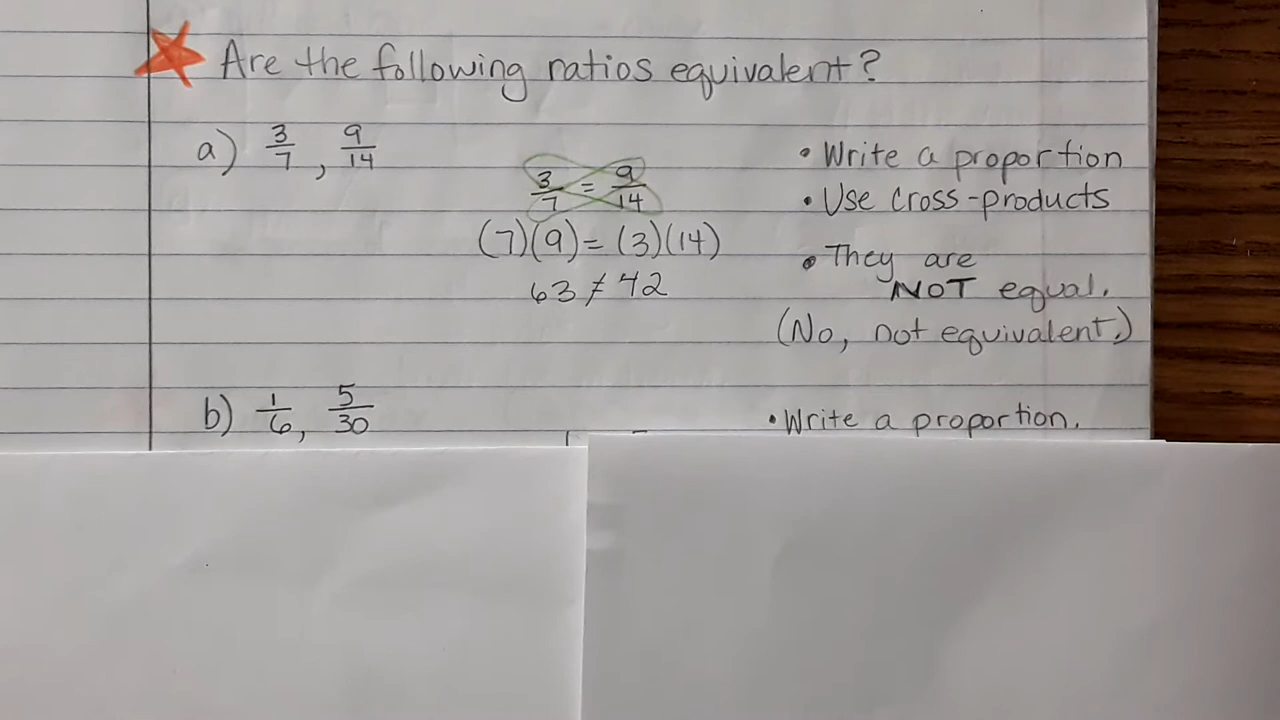 Are the following ratios equivalent?
a) 3/7, 9/14
3/7 = 9/14
(7)(9) = (3)(14)
63 ≠ 42
• Write a proportion
• Use cross-products
• They are
NOT equal.
(No, not equivalent.)
b) 1/6, 5/30
• Write a proportion.